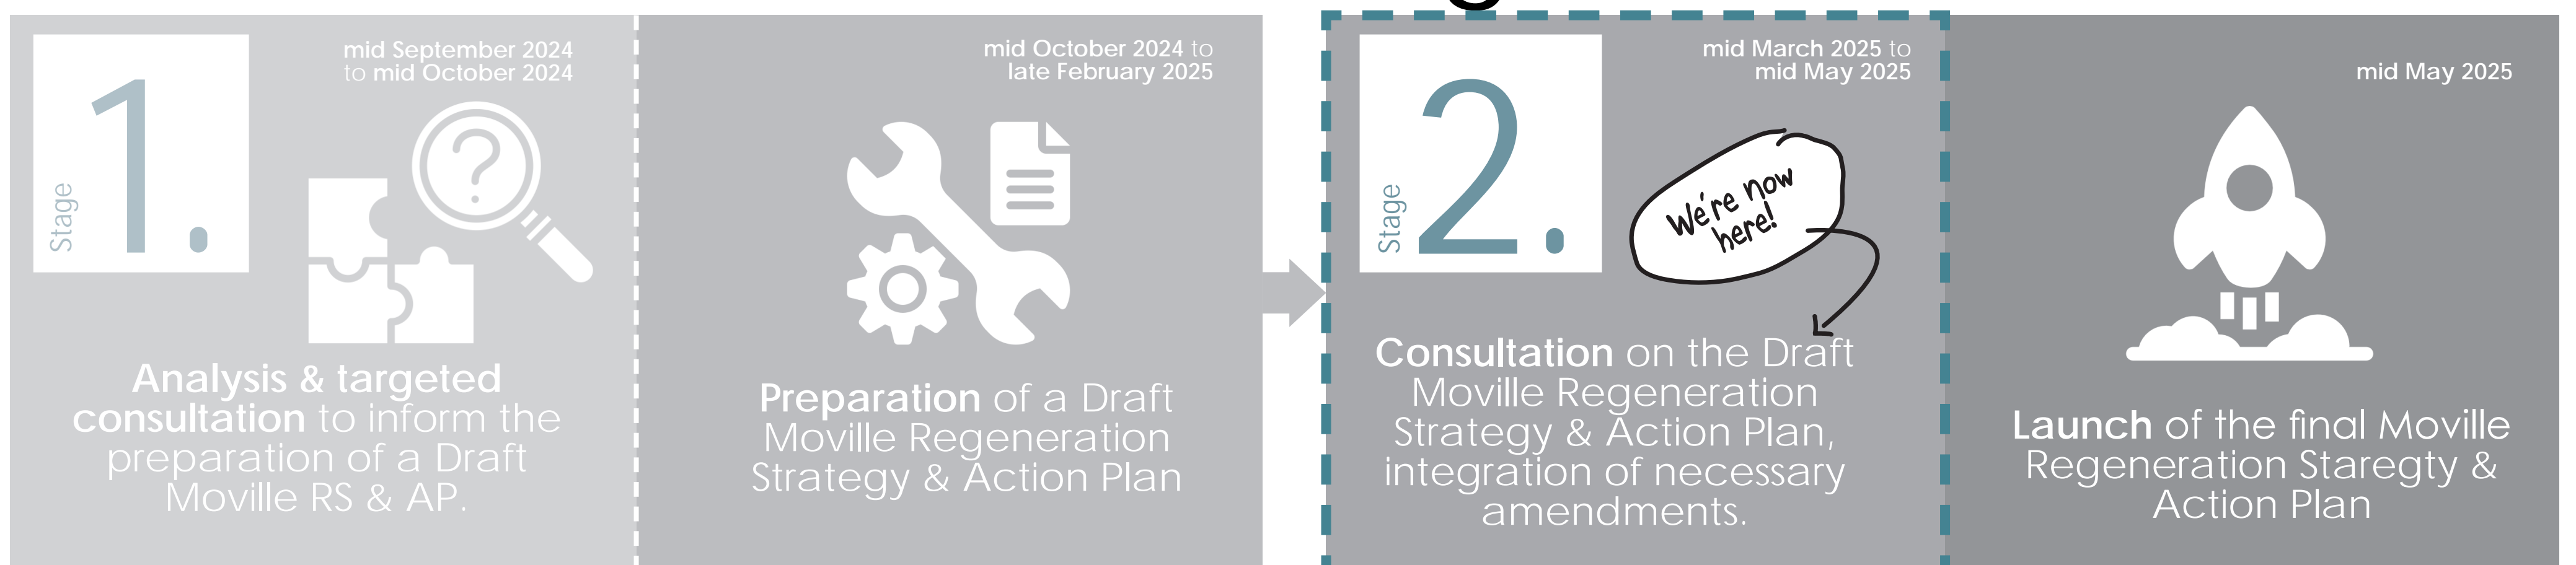 Stage
1.
mid September 2024
to mid October 2024
Analysis & targeted
consultation to inform the
preparation of a Draft
Moville RS & AP.
mid October 2024 to
late February 2025
Preparation of a Draft
Moville Regeneration
Strategy & Action Plan
Stage
2.
mid March 2025 to
mid May 2025
We're now
here!
Consultation on the Draft
Moville Regeneration
Strategy & Action Plan,
integration of necessary
amendments.
mid May 2025
Launch of the final Moville
Regeneration Staregty &
Action Plan